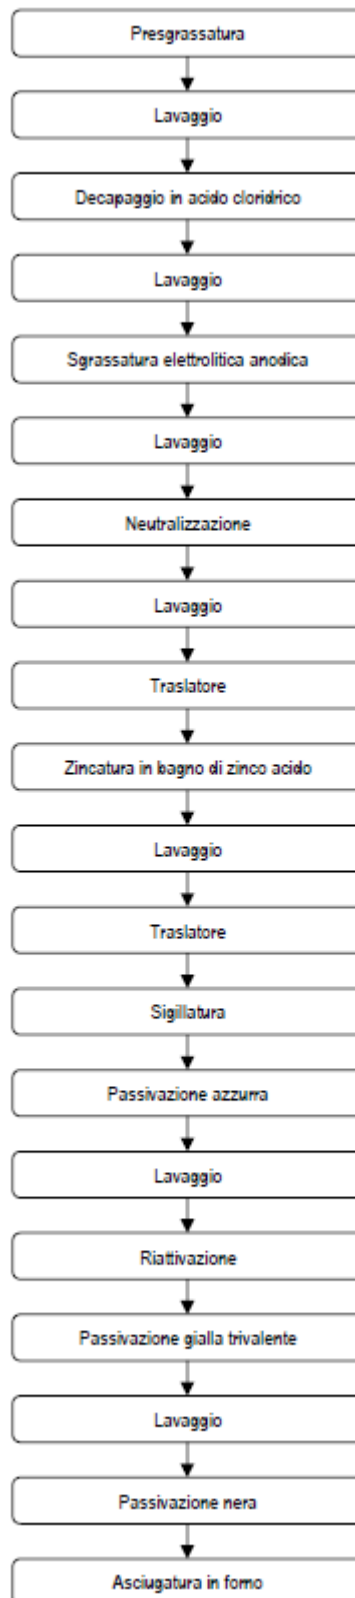 Presgrassatura
Lavaggio
Decapaggio in acido cloridrico
Lavaggio
Sgrassatura elettrolitica anodica
Lavaggio
Neutralizzazione
Lavaggio
Traslatore
Zincatura in bagno di zinco acido
Lavaggio
Traslatore
Sigillatura
Passivazione azzurra
Lavaggio
Riattivazione
Passivazione gialla trivalente
Lavaggio
Passivazione nera
Asciugatura in forno